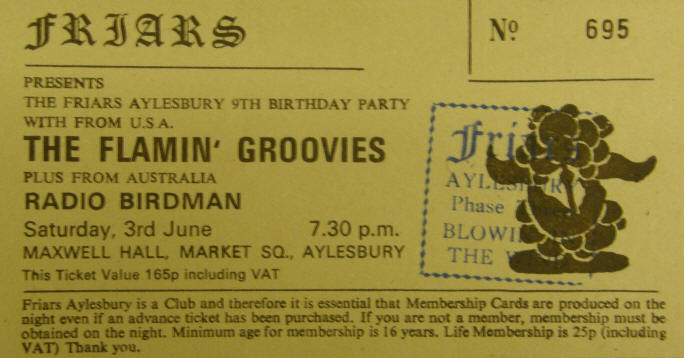 FRIARS
Nº 695
PRESENTS
THE FRIARS AYLESBURY 9TH BIRTHDAY PARTY
WITH FROM U.S.A.
THE FLAMIN' GROOVIES
PLUS FROM AUSTRALIA
RADIO BIRDMAN
Saturday, 3rd June 7.30 p.m.
MAXWELL HALL, MARKET SQ., AYLESBURY
This Ticket Value 165p including VAT
Friars
AYLESBURY
Phase
THE
Friars Aylesbury is a Club and therefore it is essential that Membership Cards are produced on the
night even if an advance ticket has been purchased. If you are not a member, membership must be
obtained on the night. Minimum age for membership is 16 years. Life Membership is 25p (including
VAT) Thank you.